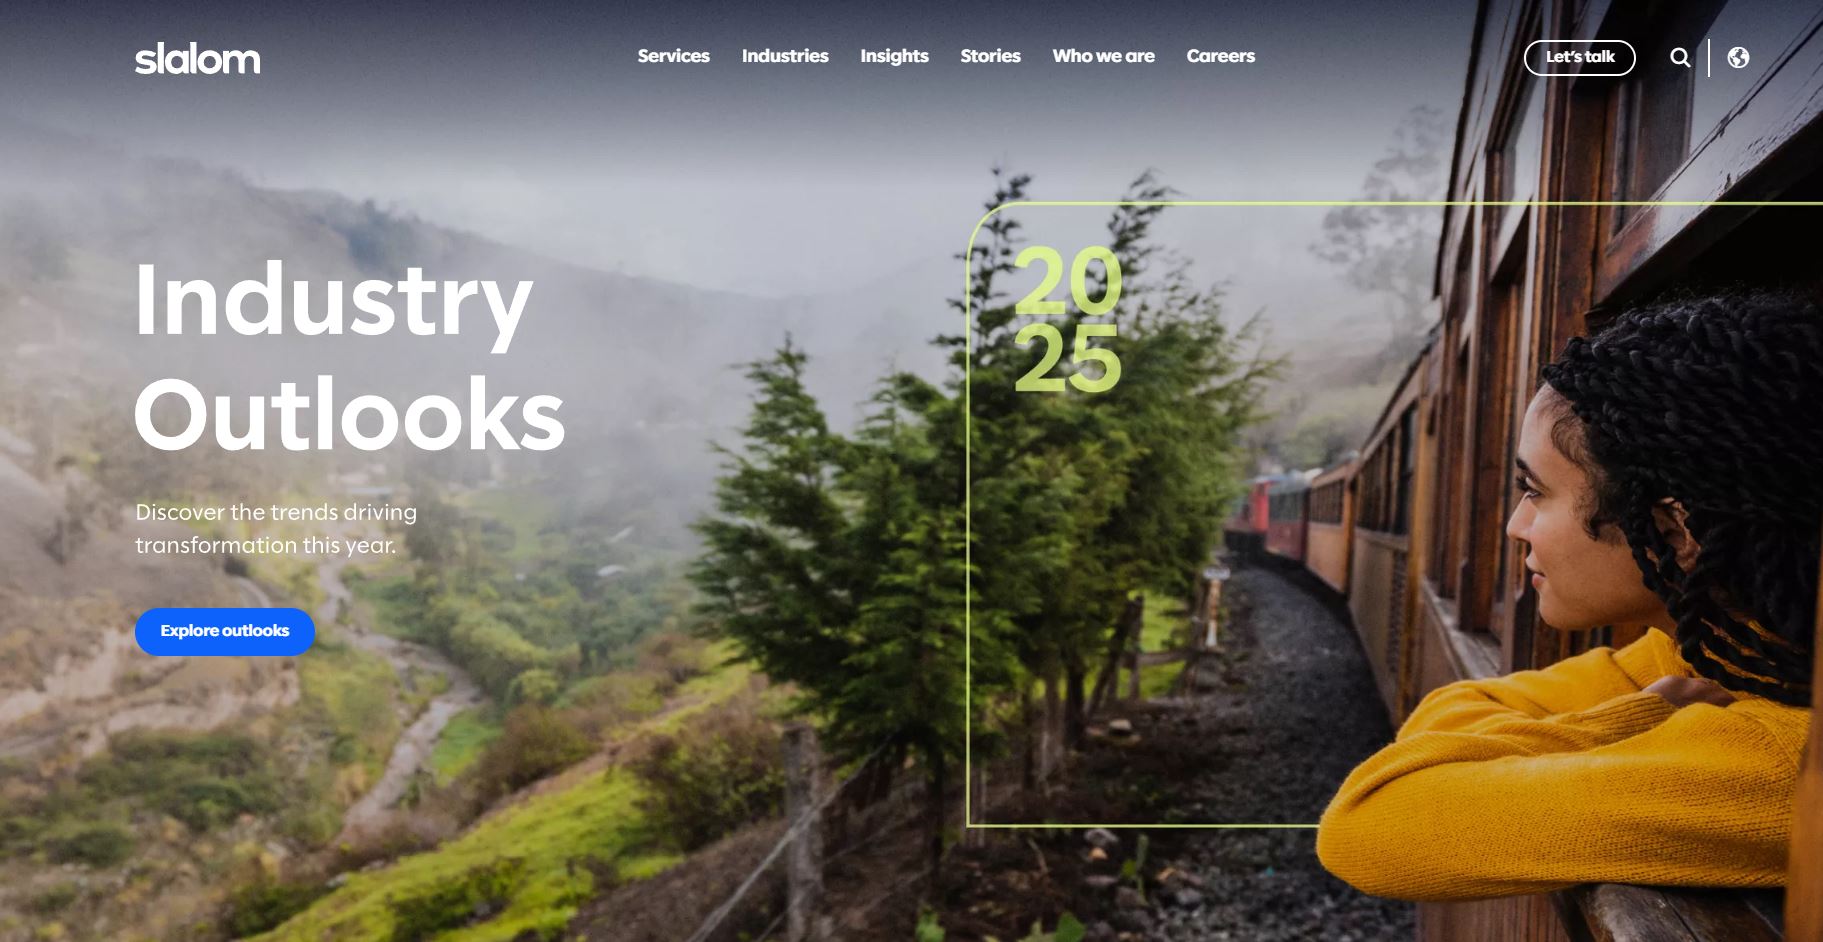 slalom
Services Industries Insights Stories Who we are Careers
Let's talk
Industry
Outlooks
Discover the trends driving
transformation this year.
Explore outlooks
20
25